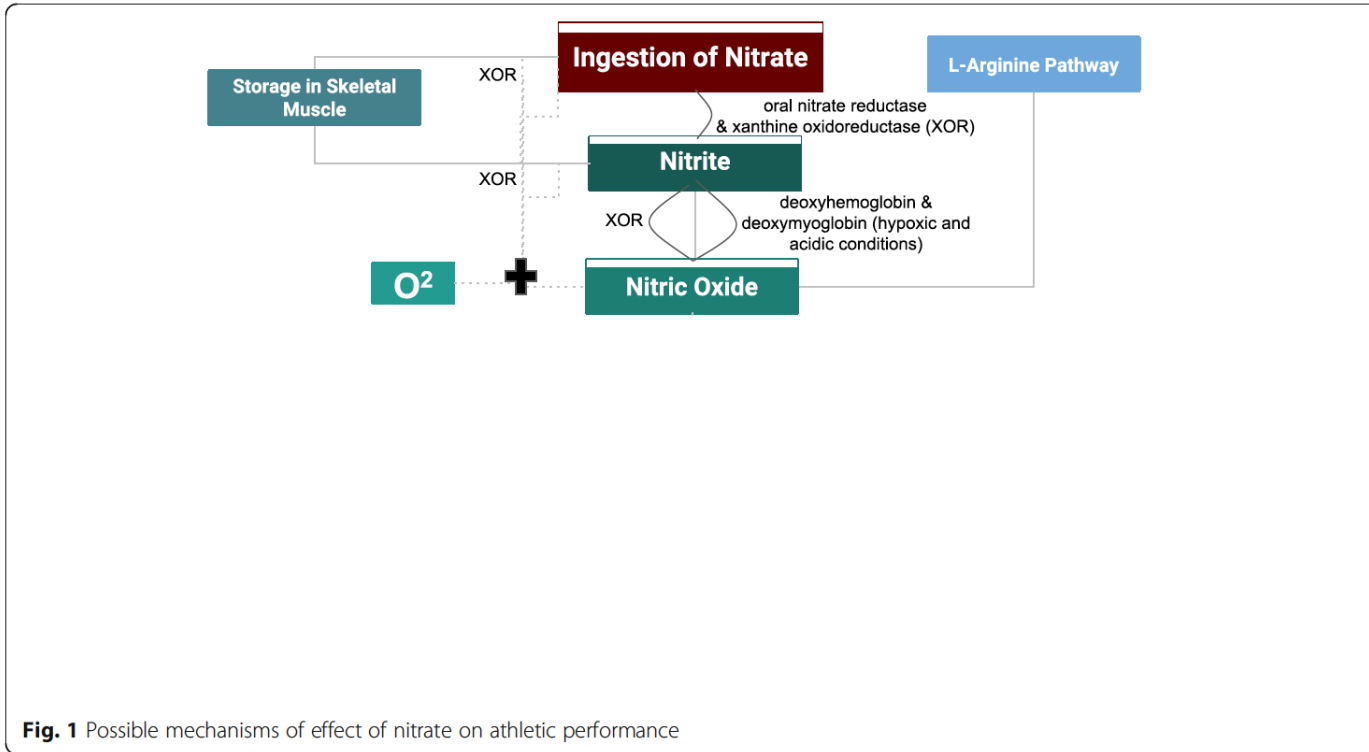 Ingestion of Nitrate
L-Arginine Pathway
XOR
Storage in Skeletal
Muscle
oral nitrate reductase
& xanthine oxidoreductase (XOR)
Nitrite
XOR
deoxyhemoglobin &
deoxymyoglobin (hypoxic and
acidic conditions)
XOR
O²
Nitric Oxide
Fig. 1 Possible mechanisms of effect of nitrate on athletic performance